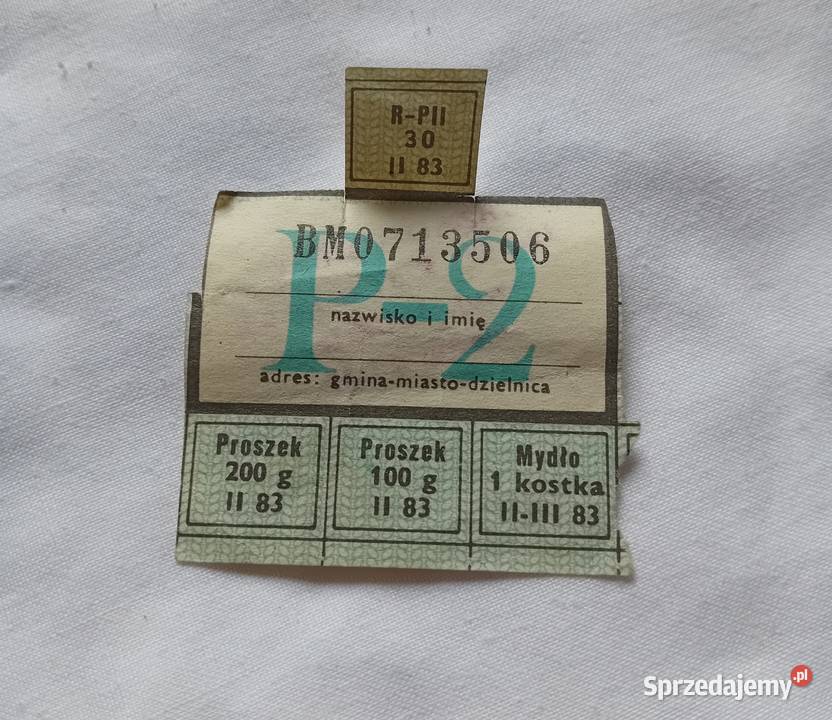 R-PII
30
II 83
BM0713506
P-2
nazwisko i imię
adres: gmina-miasto-dzielnica
Proszek
200 g
II 83
Proszek
100 g
II 83
Mydło
1 kostka
II-III 83
Sprzedajemy.pl